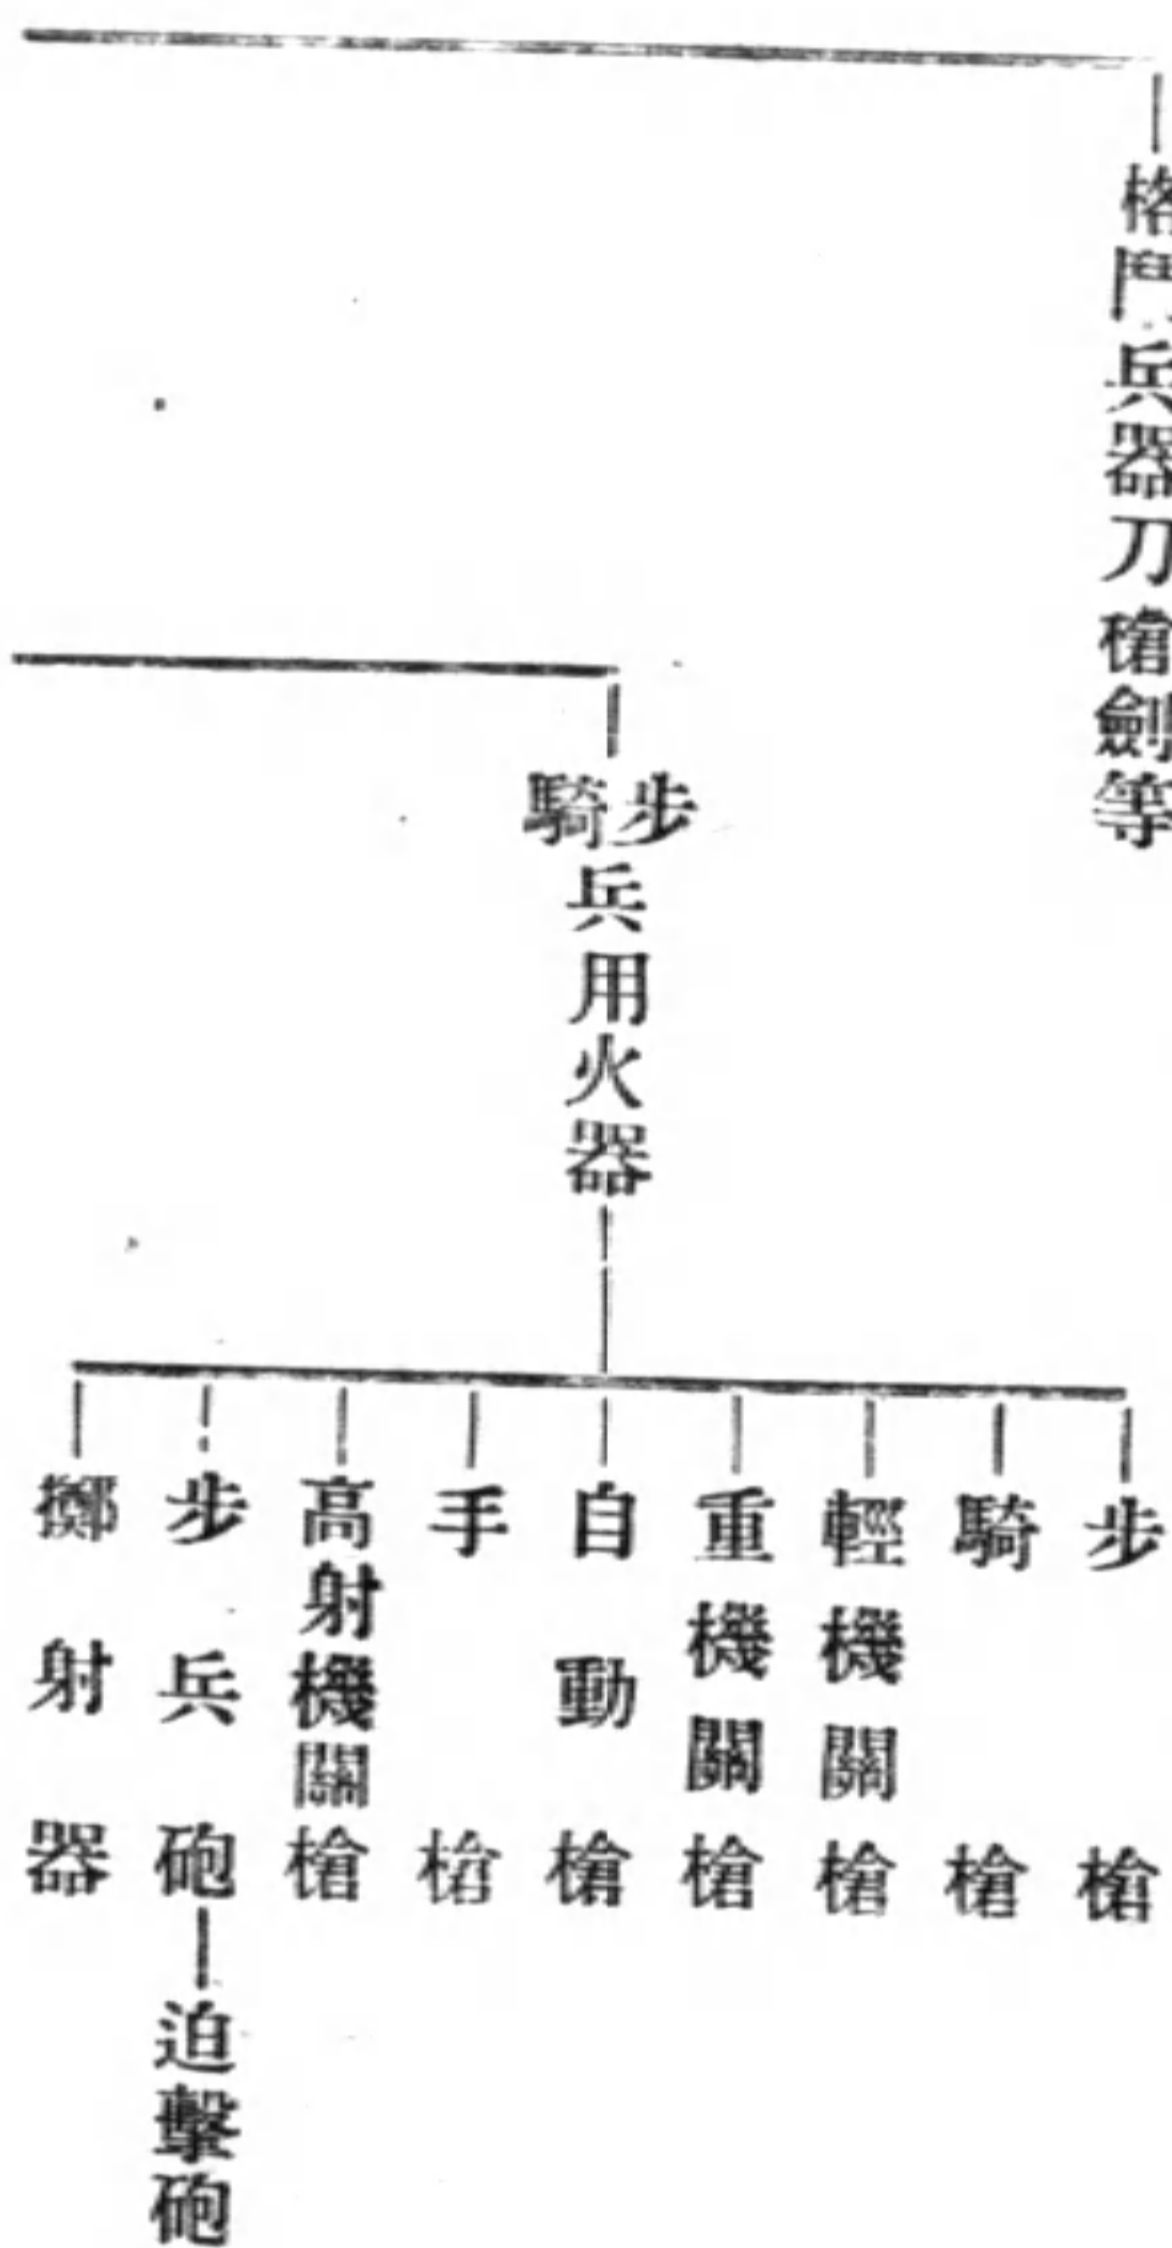 格鬥兵器刀槍劍等
步騎兵用火器
步槍
騎槍
輕機關槍
重機關槍
自動槍
手槍
高射機關槍
步兵砲—迫擊砲
擲射器